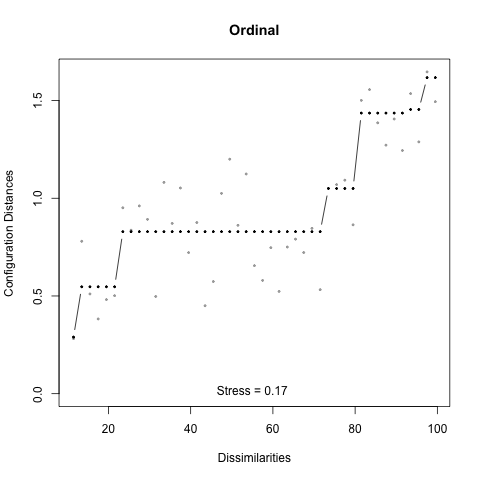 Ordinal
Configuration Distances
1.5
1.0
0.5
0.0
Stress = 0.17
20 40 60 80 100
Dissimilarities